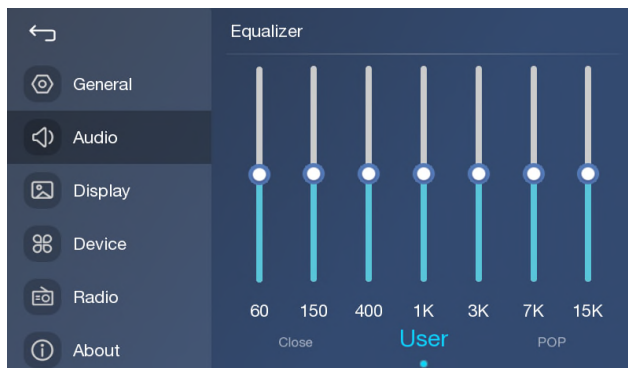 Equalizer
General
Audio
Display
Device
Radio
About
60 150 400 1K 3K 7K 15K
Close User POP